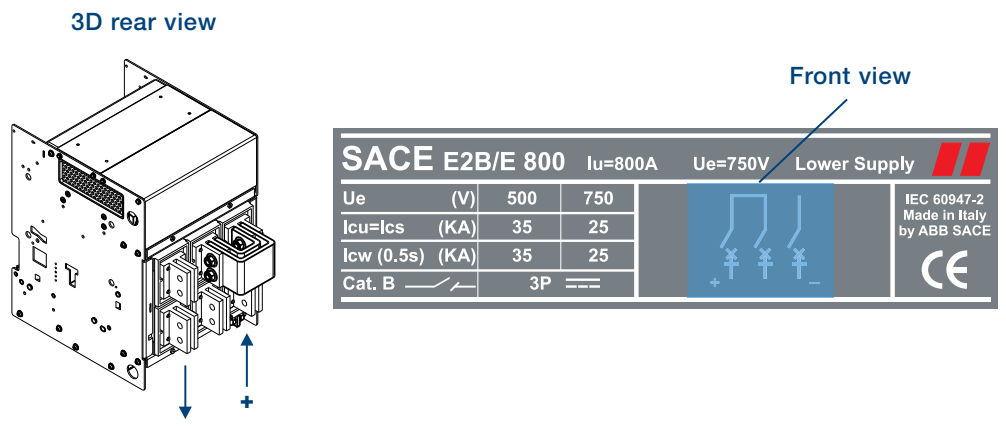 3D rear view
Front view
SACE E2B/E 800 Iu=800A Ue=750V Lower Supply
Ue (V) 500 750
Icu=Ics (KA) 35 25
Icw (0.5s) (KA) 35 25
Cat. B 3P
+ –
IEC 60947-2
Made in Italy
by ABB SACE
CE
+